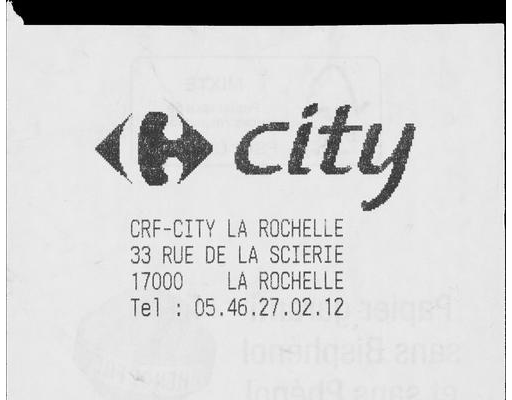 city
CRF-CITY LA ROCHELLE
33 RUE DE LA SCIERIE
17000 LA ROCHELLE
Tel : 05.46.27.02.12
MIXTE
Papier
sans Bisphénol
et sans Phénol